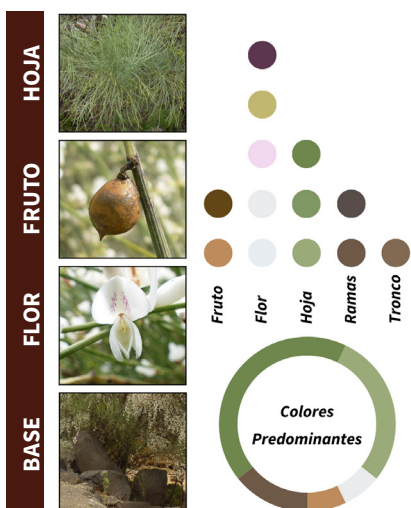 HOJA
FRUTO
FLOR
BASE
Fruto
Flor
Hoja
Ramas
Tronco
Colores
Predominantes